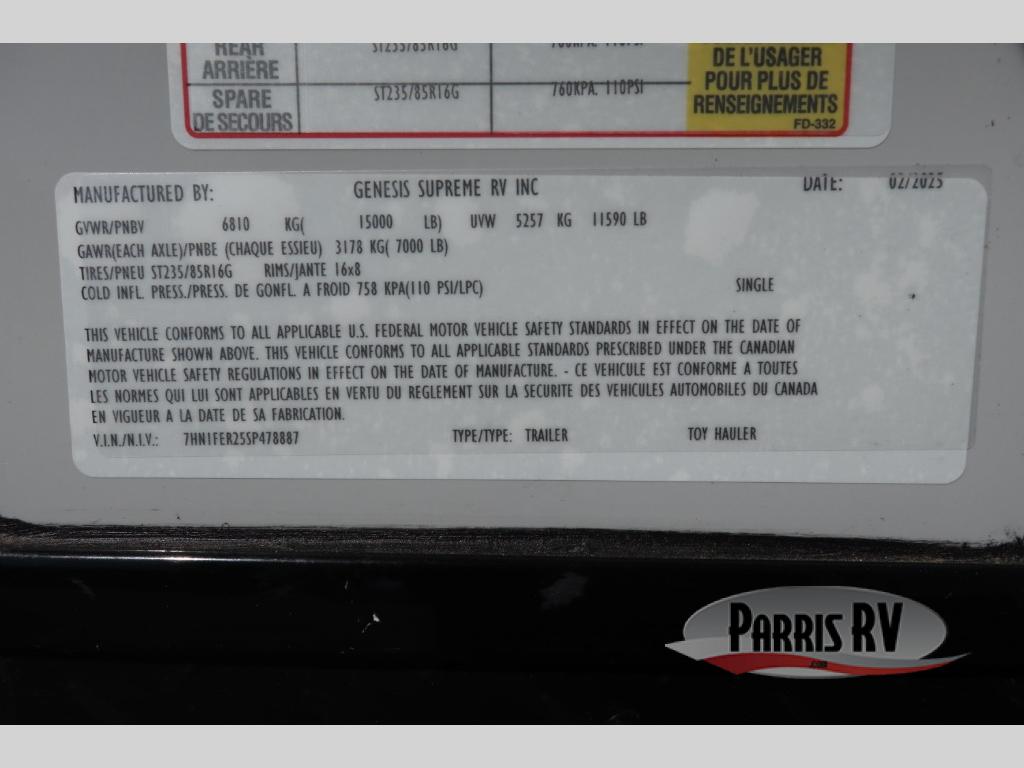 REAR ST235/85R16G 760KPA. 110PSI DE L'USAGER
ARRIÈRE POUR PLUS DE
SPARE ST235/85R16G 760KPA. 110PSI RENSEIGNEMENTS
DE SECOURS FD-332
MANUFACTURED BY: GENESIS SUPREME RV INC DATE: 02/2025
GVWR/PNBV 6810 KG( 15000 LB) UVW 5257 KG 11590 LB
GAWR(EACH AXLE)/PNBE (CHAQUE ESSIEU) 3178 KG( 7000 LB)
TIRES/PNEU ST235/85R16G RIMS/JANTE 16x8
COLD INFL. PRESS./PRESS. DE GONFL. A FROID 758 KPA(110 PSI/LPC) SINGLE
THIS VEHICLE CONFORMS TO ALL APPLICABLE U.S. FEDERAL MOTOR VEHICLE SAFETY STANDARDS IN EFFECT ON THE DATE OF
MANUFACTURE SHOWN ABOVE. THIS VEHICLE CONFORMS TO ALL APPLICABLE STANDARDS PRESCRIBED UNDER THE CANADIAN
MOTOR VEHICLE SAFETY REGULATIONS IN EFFECT ON THE DATE OF MANUFACTURE. - CE VEHICULE EST CONFORME A TOUTES
LES NORMES QUI LUI SONT APPLICABLES EN VERTU DU REGLEMENT SUR LA SECURITE DES VEHICULES AUTOMOBILES DU CANADA
EN VIGUEUR A LA DATE DE SA FABRICATION.
V.I.N./N.I.V.: 7HN1FER25SP478887 TYPE/TYPE: TRAILER TOY HAULER
PARRIS RV
.com